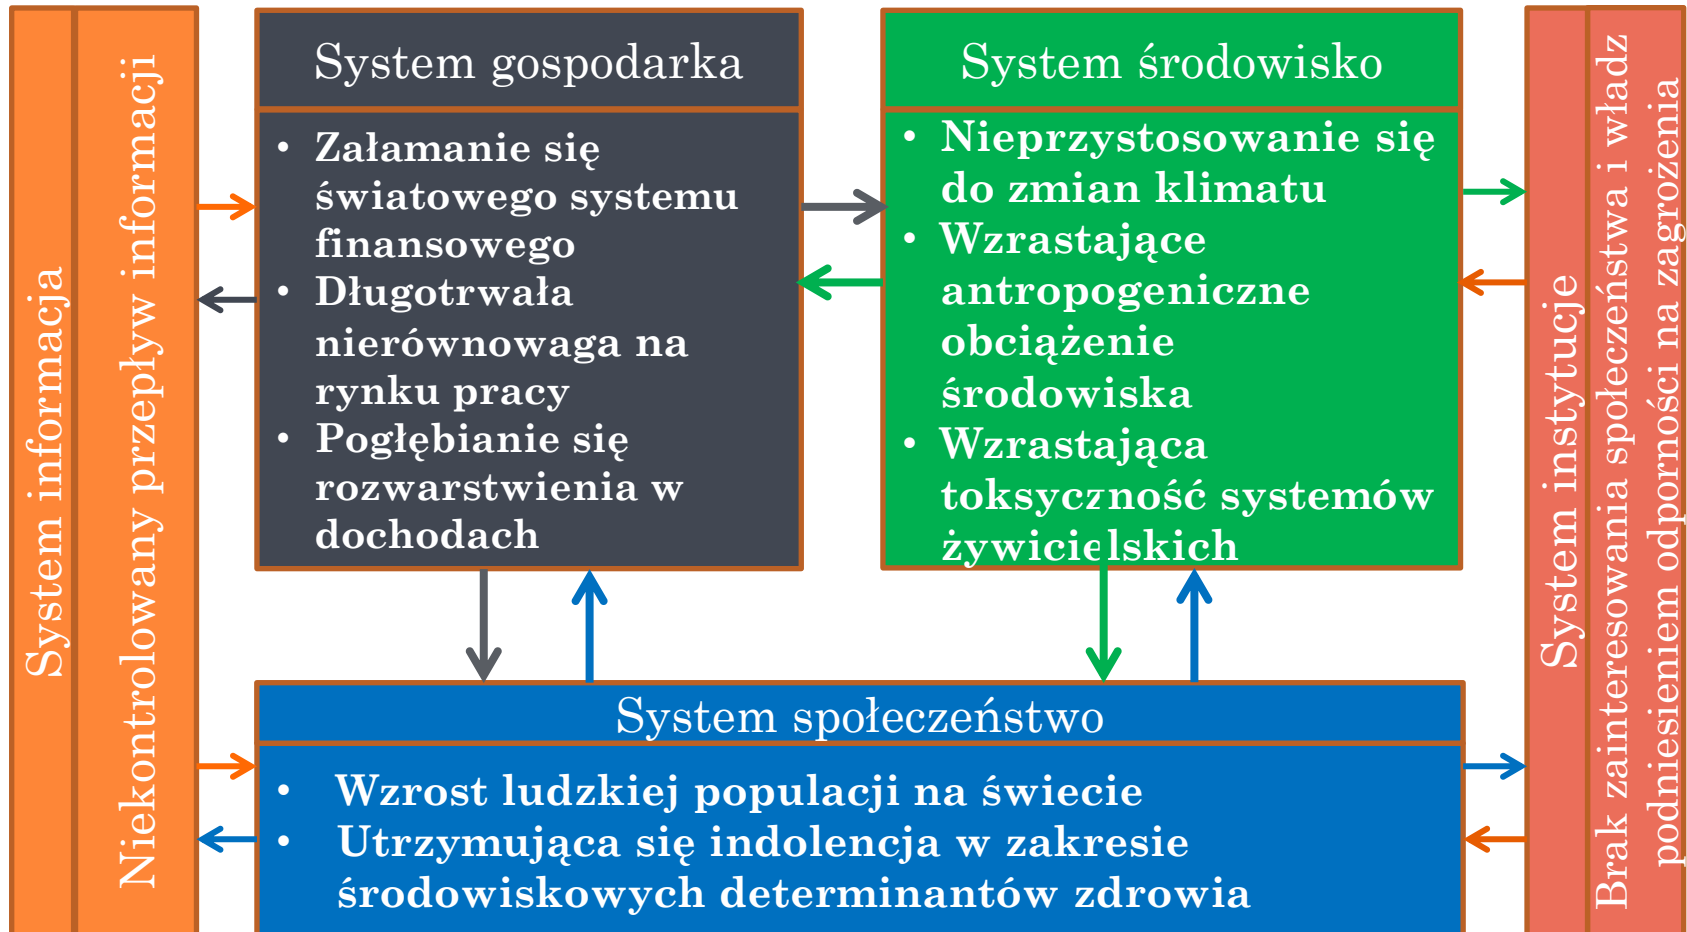 System informacja
Niekontrolowany przepływ informacji
System gospodarka
• Załamanie się
światowego systemu
finansowego
• Długotrwała
nierównowaga na
rynku pracy
• Pogłębianie się
rozwarstwienia w
dochodach
System środowisko
• Nieprzystosowanie się
do zmian klimatu
• Wzrastające
antropogeniczne
obciążenie
środowiska
• Wzrastająca
toksyczność systemów
żywicielskich
System społeczeństwo
• Wzrost ludzkiej populacji na świecie
• Utrzymująca się indolencja w zakresie
środowiskowych determinantów zdrowia
System instytucje
Brak zainteresowania społeczeństwa i władz
podniesieniem odporności na zagrożenia